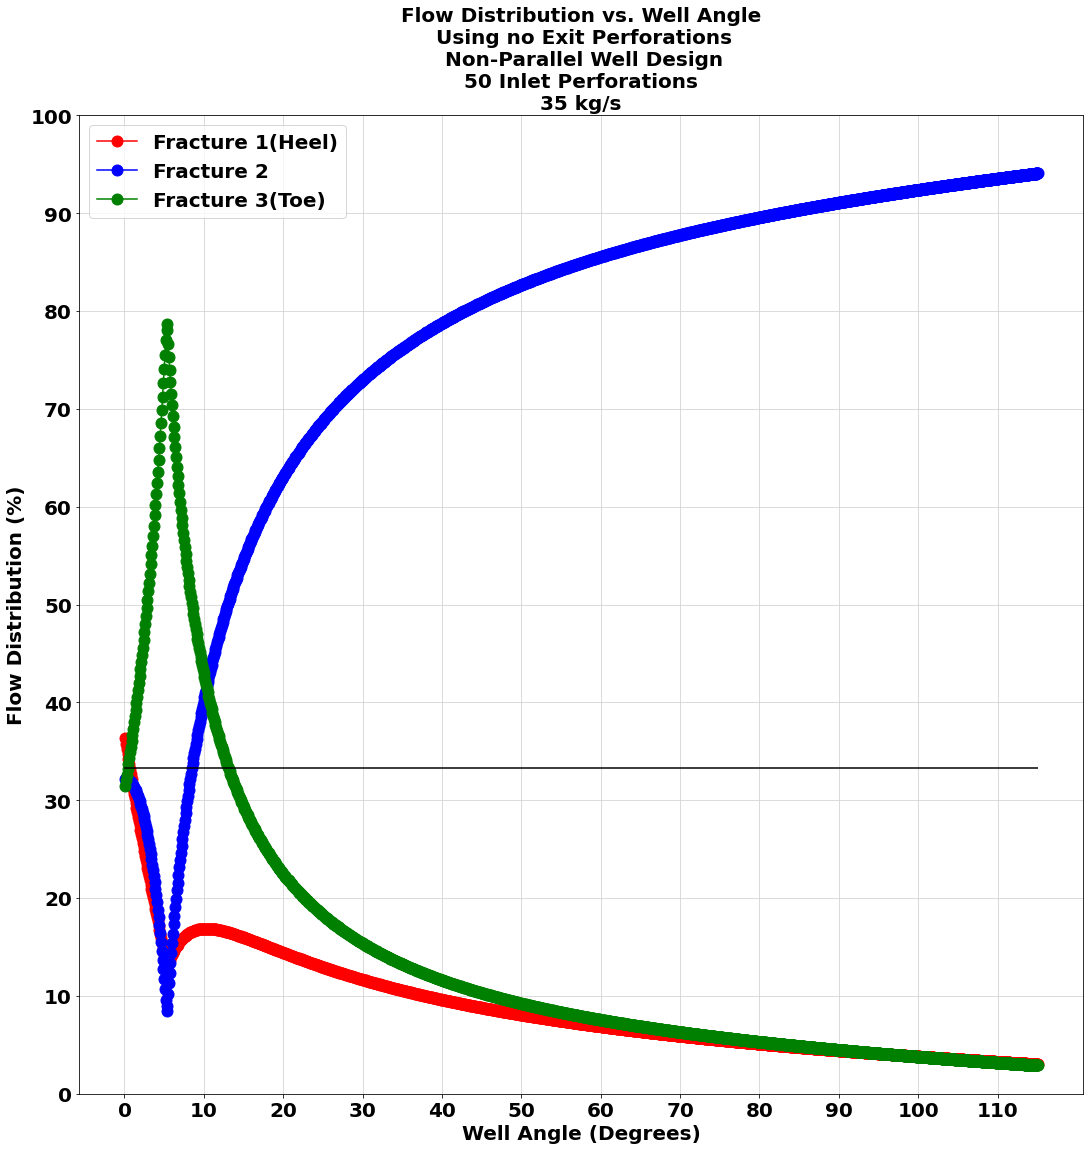 Flow Distribution vs. Well Angle
Using no Exit Perforations
Non-Parallel Well Design
50 Inlet Perforations
35 kg/s
Fracture 1(Heel)
Fracture 2
Fracture 3(Toe)
Flow Distribution (%)
100
90
80
70
60
50
40
30
20
10
0
0 10 20 30 40 50 60 70 80 90 100 110
Well Angle (Degrees)